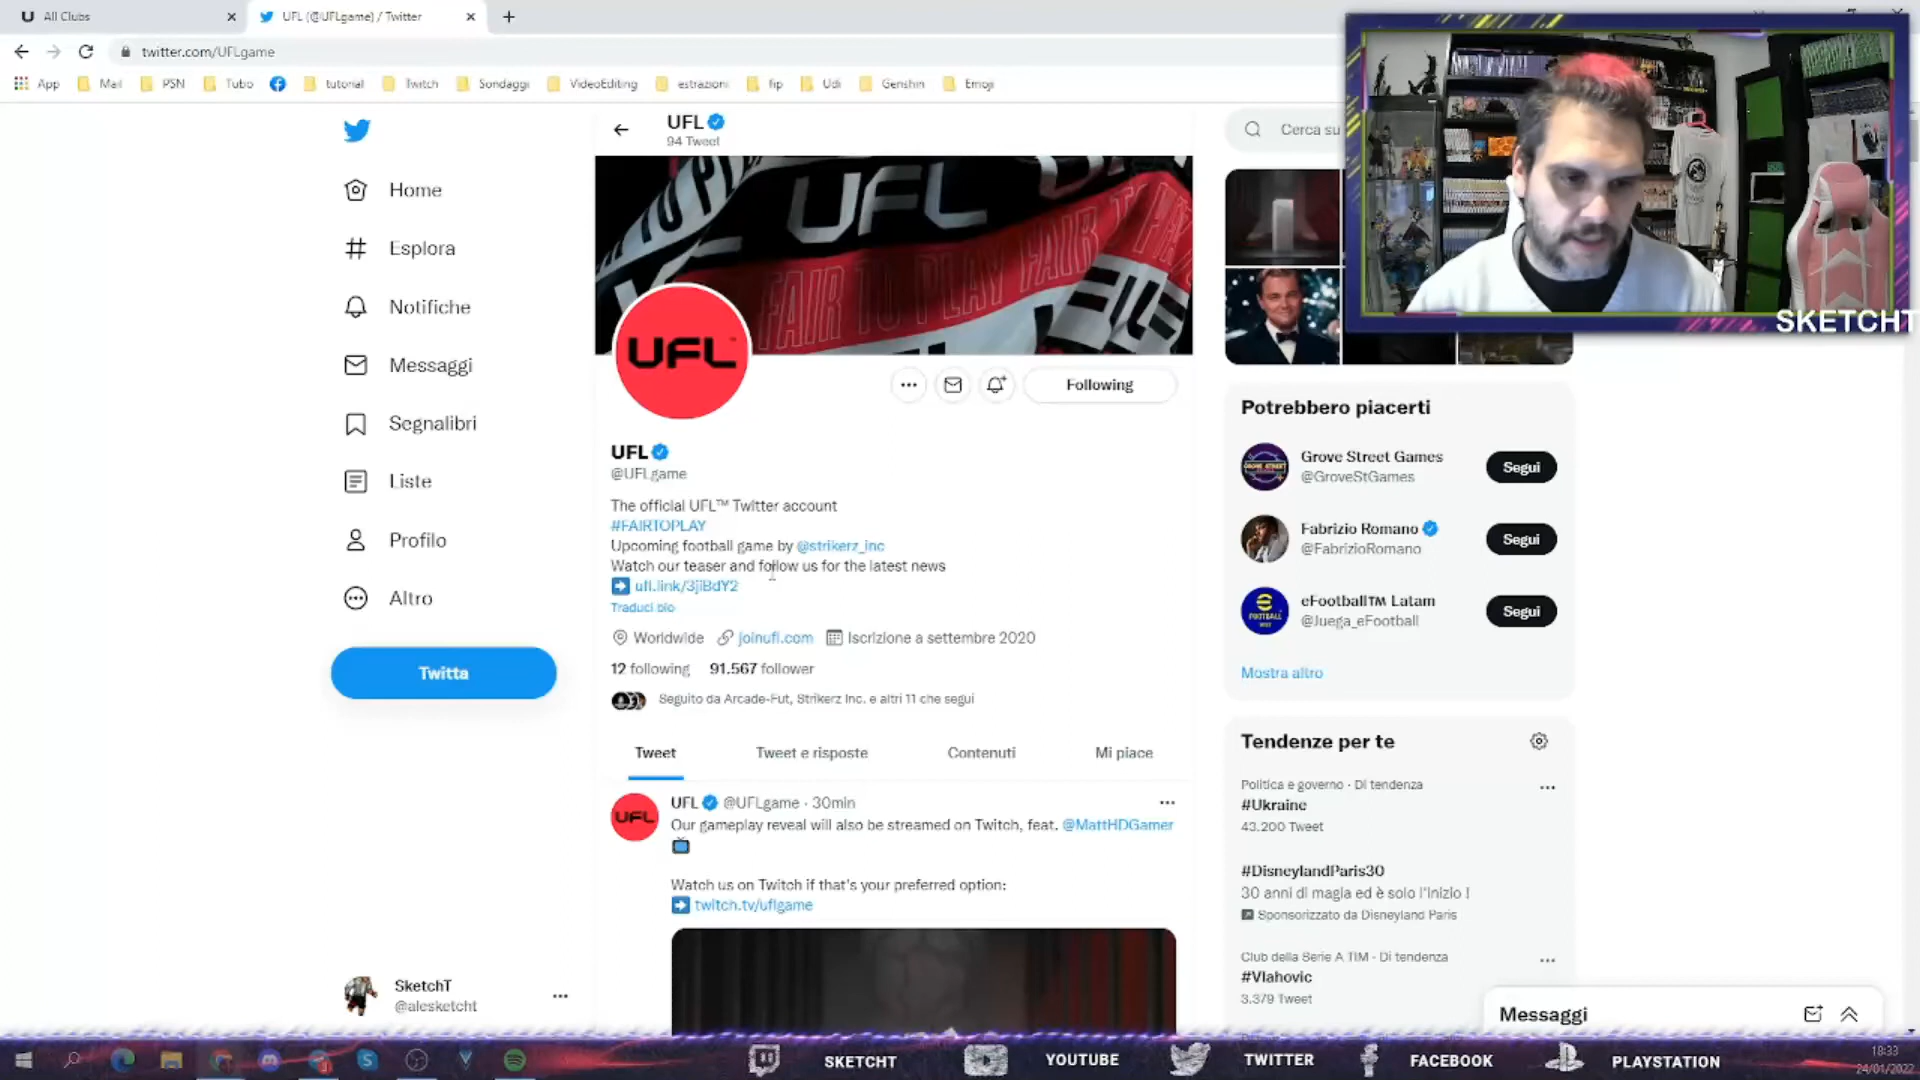 All Clubs
UFL (@UFLgame) / Twitter
twitter.com/UFLgame
App
Mail
PSN
Tubo
tutorial
Twitch
Sondaggi
VideoEditing
estrazioni
fip
Udi
Genshin
Emoji
UFL
94 Tweet
Cerca su
Home
Esplora
Notifiche
Messaggi
Segnalibri
Liste
Profilo
Altro
Twitta
SketchT
@alesketcht
UFL
FAIR TO PLAY FAIR
UFL
Following
UFL
@UFLgame
The official UFL™ Twitter account
#FAIRTOPLAY
Upcoming football game by @strikerz_inc
Watch our teaser and follow us for the latest news
ufl.link/3jiBdY2
Traduci bio
Worldwide joinufl.com Iscrizione a settembre 2020
12 following 91.567 follower
Seguito da Arcade-Fut, Strikerz Inc. e altri 11 che segui
Tweet
Tweet e risposte
Contenuti
Mi piace
UFL
UFL @UFLgame · 30min
Our gameplay reveal will also be streamed on Twitch, feat. @MattHDGamer
Watch us on Twitch if that's your preferred option:
twitch.tv/uflgame
SKETCHT
Potrebbero piacerti
Grove Street Games
@GroveStGames
Segui
Fabrizio Romano
@FabrizioRomano
Segui
eFootball™ Latam
@Juega_eFootball
Segui
Mostra altro
Tendenze per te
Politica e governo · Di tendenza
#Ukraine
43.200 Tweet
#DisneylandParis30
30 anni di magia ed è solo l'inizio !
Sponsorizzato da Disneyland Paris
Club della Serie A TIM · Di tendenza
#Vlahovic
3.379 Tweet
Messaggi
SKETCHT
YOUTUBE
TWITTER
FACEBOOK
PLAYSTATION
18:33
24/01/2022